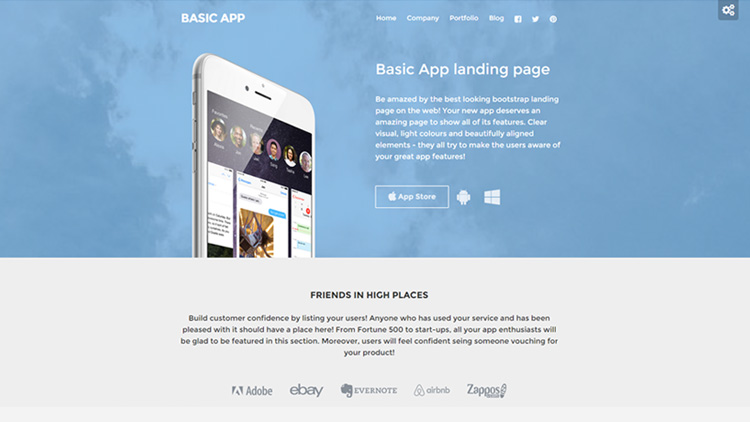 BASIC APP
Home Company Portfolio Blog
Basic App landing page
Be amazed by the best looking bootstrap landing
page on the web! Your new app deserves an
amazing page to show all of its features. Clear
visual, light colours and beautifully aligned
elements - they all try to make the users aware of
your great app features!
App Store
FRIENDS IN HIGH PLACES
Build customer confidence by listing your users! Anyone who has used your service and has been
pleased with it should have a place here! From Fortune 500 to start-ups, all your app enthusiasts will
be glad to be featured in this section. Moreover, users will feel confident seing someone vouching for
your product!
Adobe ebay EVERNOTE airbnb Zappos